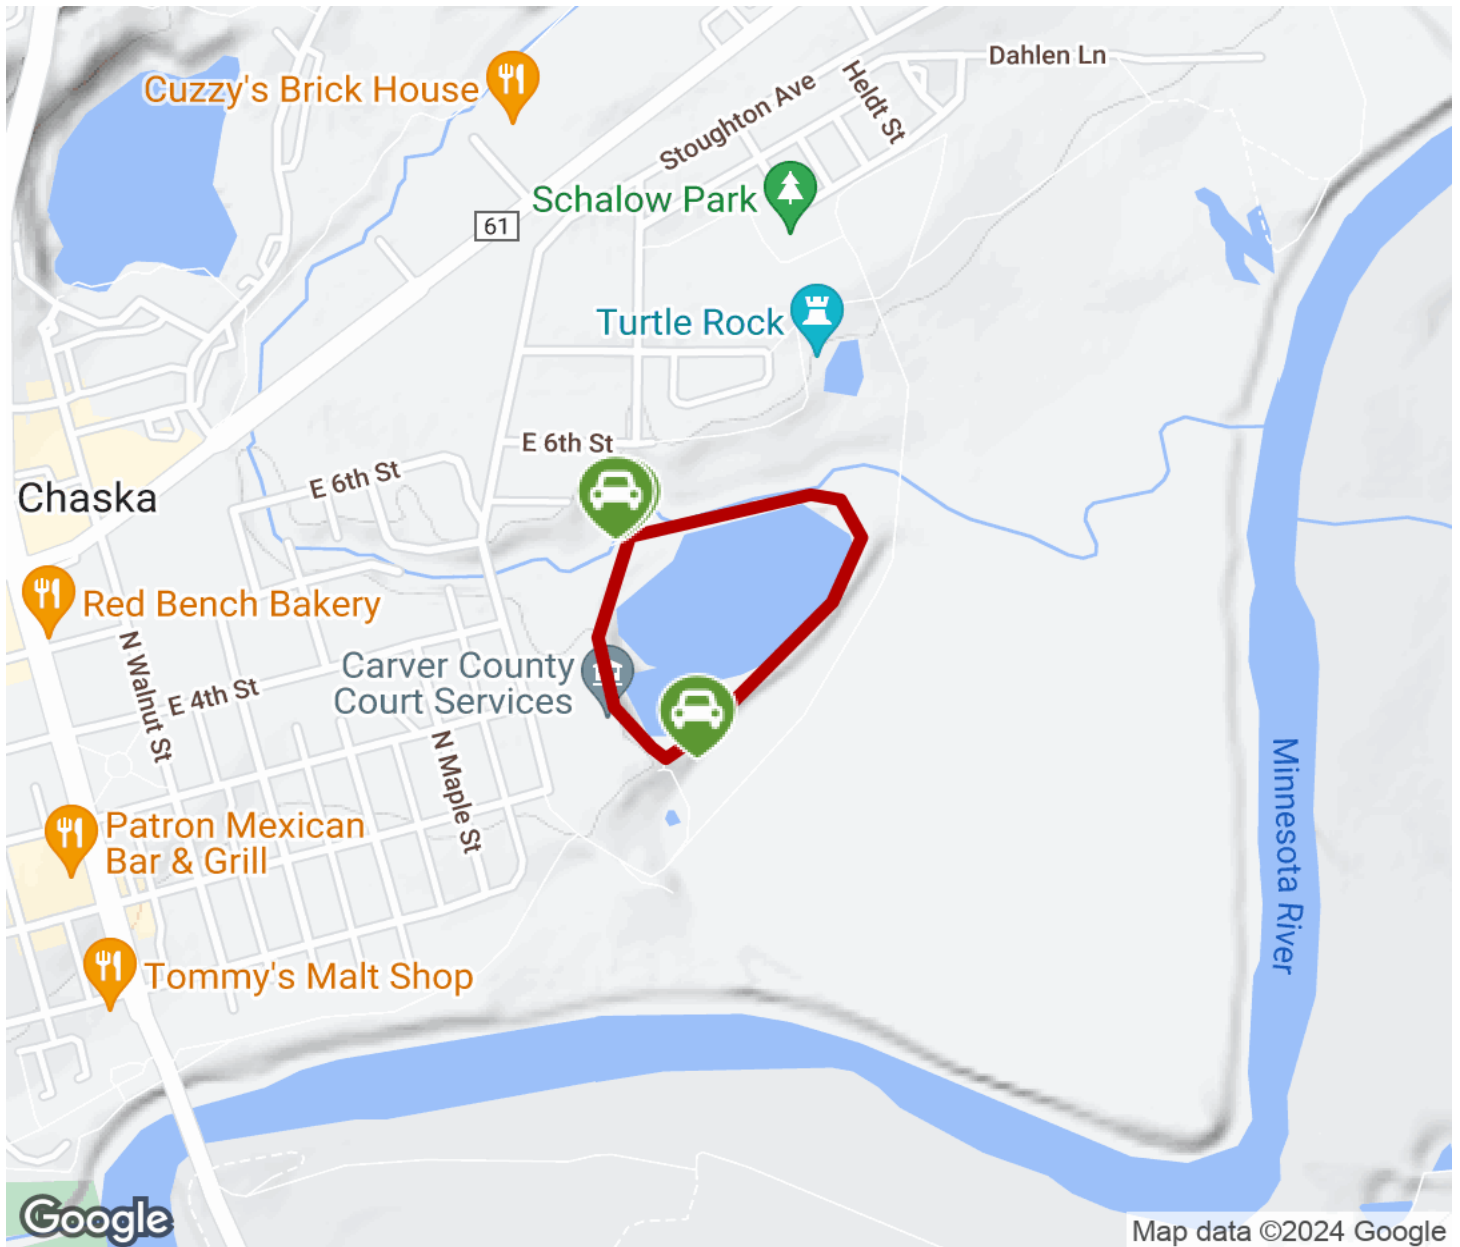 Dahlen Ln
Cuzzy's Brick House
Stoughton Ave
Heldt St
Schalow Park
61
Turtle Rock
E 6th St
E 6th St
Chaska
Red Bench Bakery
N Walnut St
E 4th St
Carver County
Court Services
N Maple St
Minnesota River
Patron Mexican
Bar & Grill
Tommy's Malt Shop
Google
Map data ©2024 Google